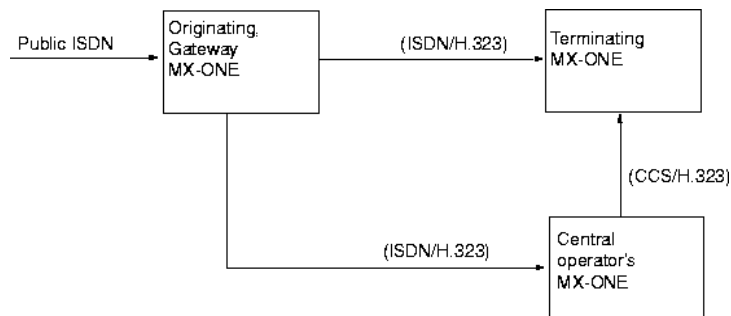 Public ISDN
Originating,
Gateway
MX-ONE
(ISDN/H.323)
Terminating
MX-ONE
(CCS/H.323)
(ISDN/H.323)
Central
operator's
MX-ONE